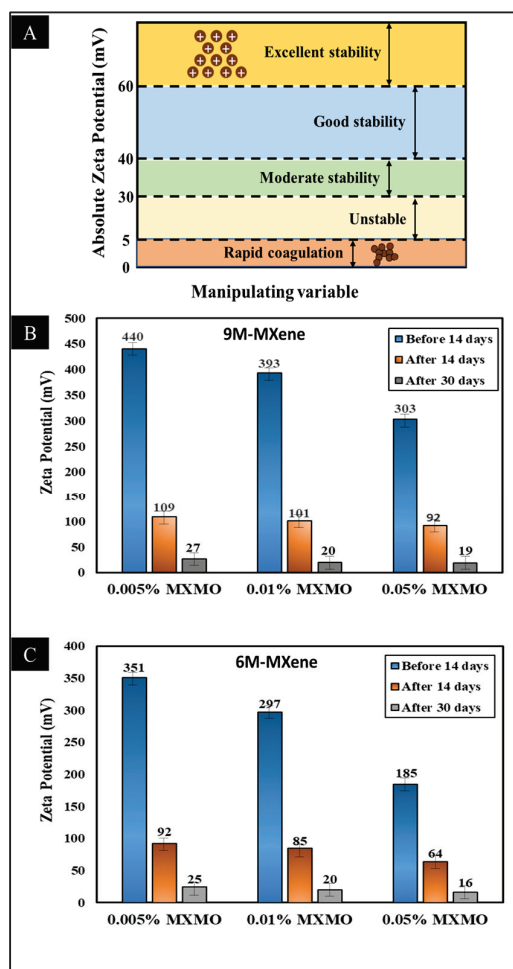 A
Absolute Zeta Potential (mV)
Excellent stability
60
Good stability
40
Moderate stability
30
Unstable
5
Rapid coagulation
0
Manipulating variable
B
9M-MXene
Zeta Potential (mV)
500
450
400
350
300
250
200
150
100
50
0
Before 14 days
After 14 days
After 30 days
440
109
27
393
101
20
303
92
19
0.005% MXMO
0.01% MXMO
0.05% MXMO
C
6M-MXene
Zeta Potential (mV)
400
350
300
250
200
150
100
50
0
Before 14 days
After 14 days
After 30 days
351
92
25
297
85
20
185
64
16
0.005% MXMO
0.01% MXMO
0.05% MXMO